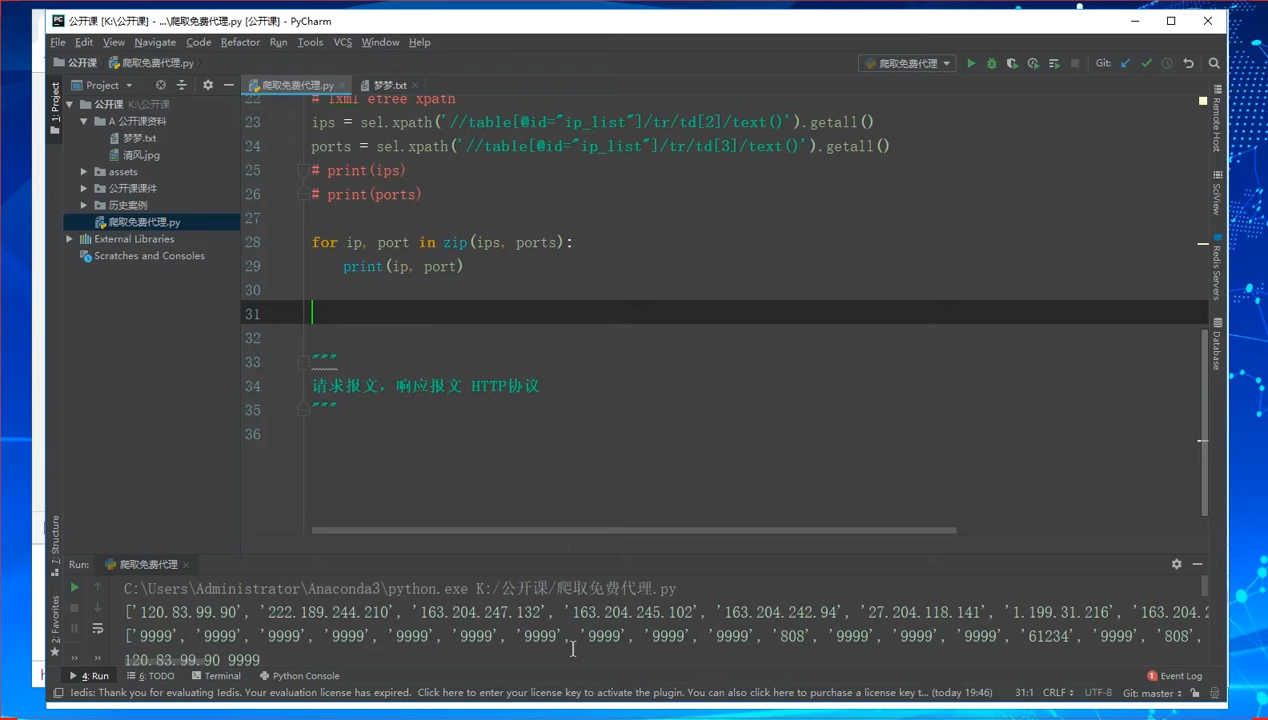 公开课 [K:\公开课] - ...\爬取免费代理.py [公开课] - PyCharm
File Edit View Navigate Code Refactor Run Tools VCS Window Help
公开课 爬取免费代理.py
爬取免费代理 Git:
1: Project
Project
爬取免费代理.py 梦梦.txt
公开课 K:\公开课
A 公开课资料
梦梦.txt
清风.jpg
assets
公开课课件
历史案例
爬取免费代理.py
External Libraries
Scratches and Consoles
22 # lxml etree xpath
23 ips = sel.xpath('//table[@id="ip_list"]/tr/td[2]/text()').getall()
24 ports = sel.xpath('//table[@id="ip_list"]/tr/td[3]/text()').getall()
25 # print(ips)
26 # print(ports)
27
28 for ip, port in zip(ips, ports):
29 print(ip, port)
30
31
32
33 """
34 请求报文，响应报文 HTTP协议
35 """
36
Remote Host
SciView
Redis Servers
Database
7: Structure
2: Favorites
Run: 爬取免费代理
C:\Users\Administrator\Anaconda3\python.exe K:/公开课/爬取免费代理.py
['120.83.99.90', '222.189.244.210', '163.204.247.132', '163.204.245.102', '163.204.242.94', '27.204.118.141', '1.199.31.216', '163.204.2
['9999', '9999', '9999', '9999', '9999', '9999', '9999', '9999', '9999', '9999', '808', '9999', '9999', '9999', '61234', '9999', '808',
120.83.99.90 9999
4: Run 6: TODO Terminal Python Console 1 Event Log
Iedis: Thank you for evaluating Iedis. Your evaluation license has expired. Click here to enter your license key to activate the plugin. You can also click here to purchase a license key t... (today 19:46) 31:1 CRLF UTF-8 Git: master